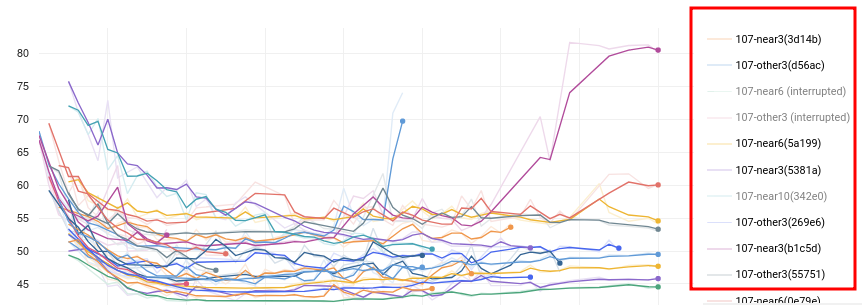 80
75
70
65
60
55
50
45
107-near3(3d14b)
107-other3(d56ac)
107-near6 (interrupted)
107-other3 (interrupted)
107-near6(5a199)
107-near3(5381a)
107-near10(342e0)
107-other3(269e6)
107-near3(b1c5d)
107-other3(55751)
107-near6(0e79e)